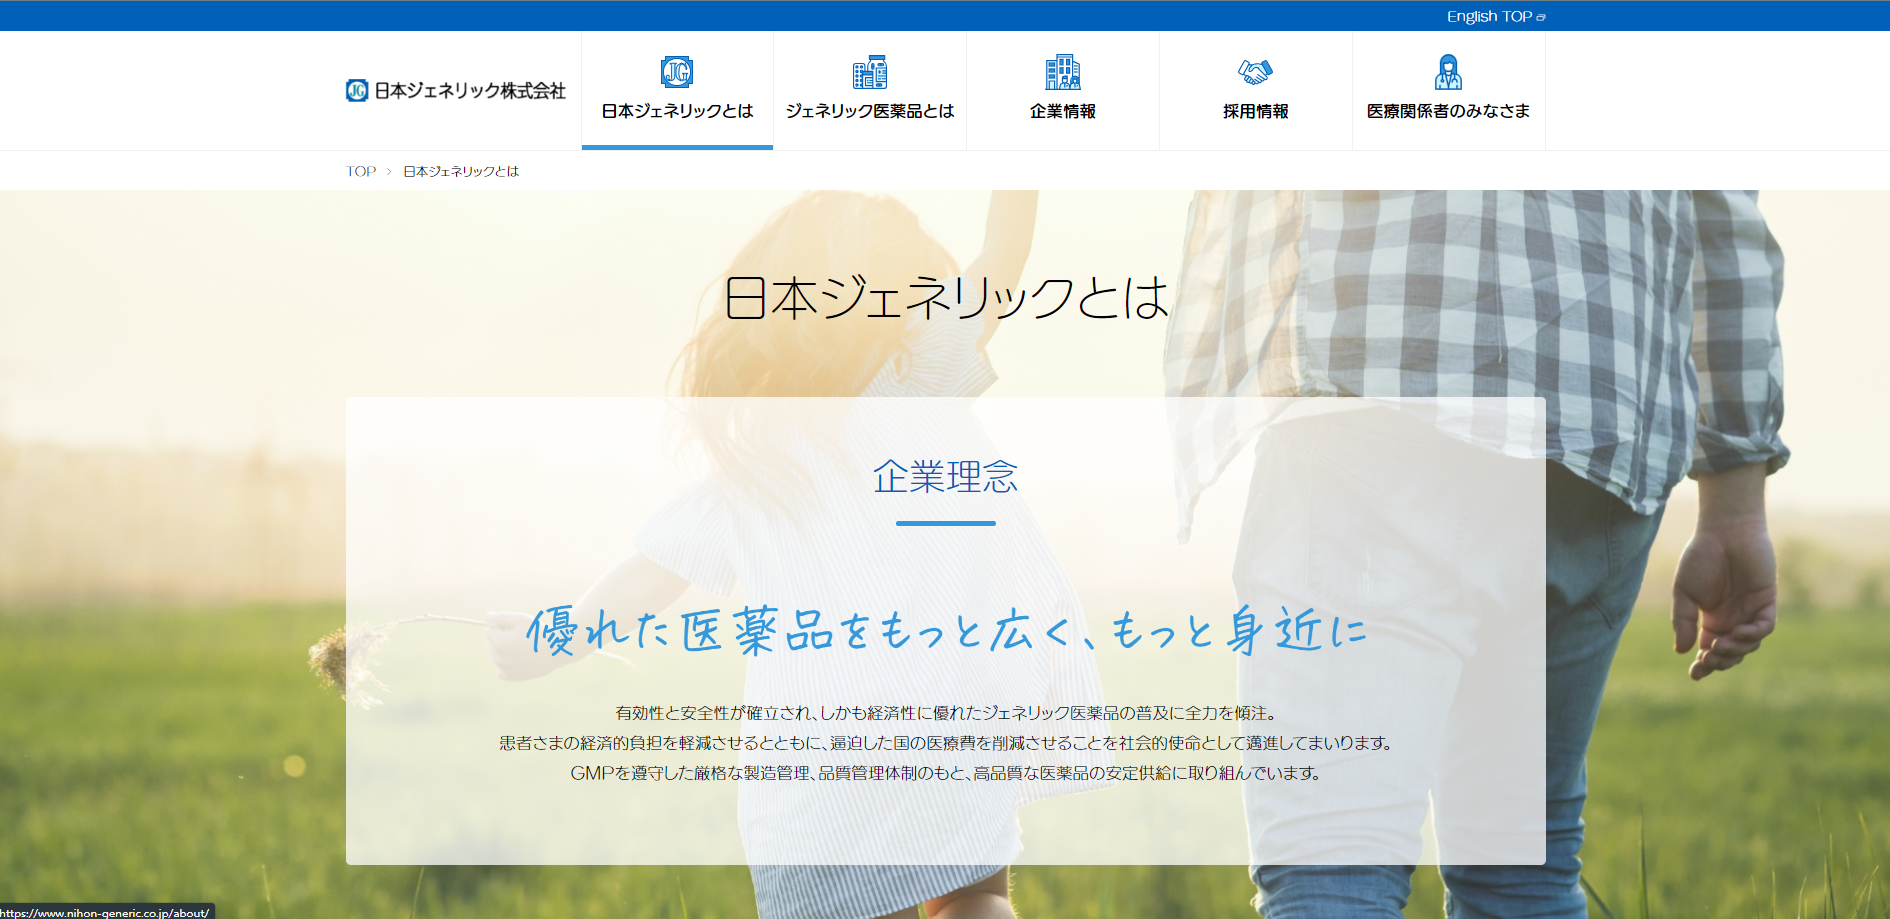 English TOP
JG 日本ジェネリック株式会社
JG
日本ジェネリックとは
ジェネリック医薬品とは
企業情報
採用情報
医療関係者のみなさま
TOP > 日本ジェネリックとは
日本ジェネリックとは
企業理念
優れた医薬品をもっと広く、もっと身近に
有効性と安全性が確立され、しかも経済性に優れたジェネリック医薬品の普及に全力を傾注。
患者さまの経済的負担を軽減させるとともに、逼迫した国の医療費を削減させることを社会的使命として邁進してまいります。
GMPを遵守した厳格な製造管理、品質管理体制のもと、高品質な医薬品の安定供給に取り組んでいます。
https://www.nihon-generic.co.jp/about/